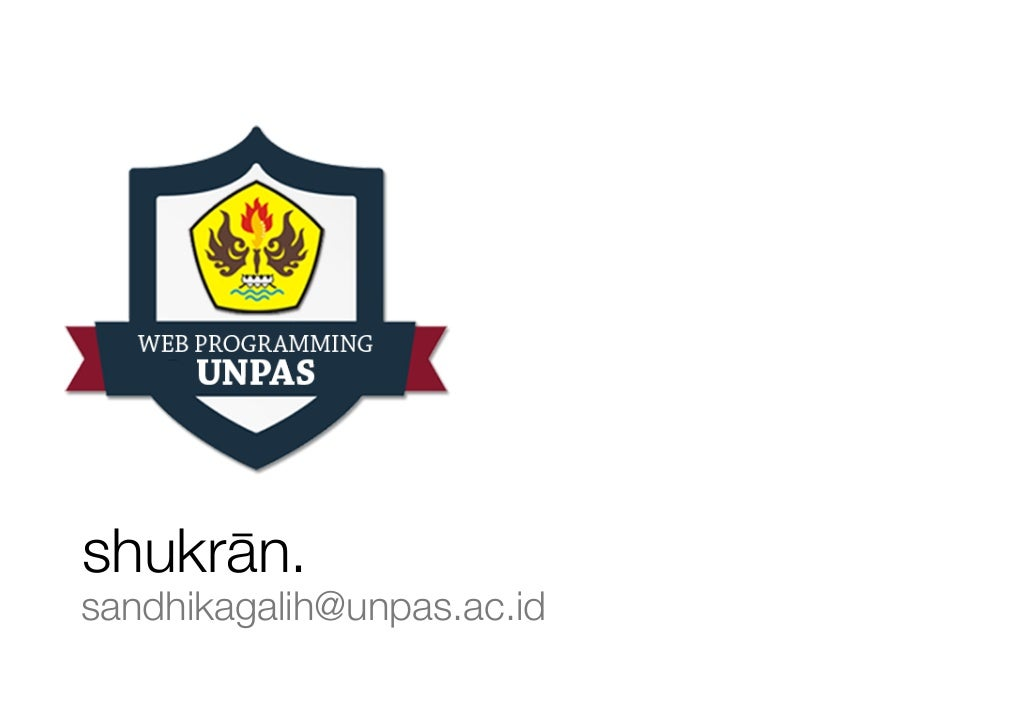 WEB PROGRAMMING
UNPAS
shukrān.
sandhikagalih@unpas.ac.id